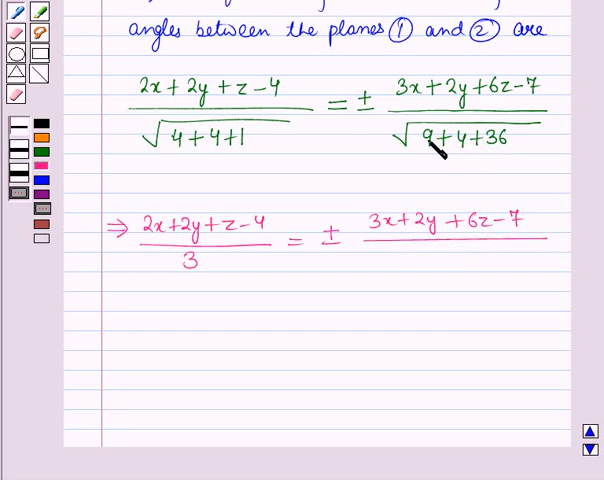 angles between the planes ① and ② are
2x + 2y + z - 4 / √(4 + 4 + 1) = ± 3x + 2y + 6z - 7 / √(9 + 4 + 36)
⇒ 2x + 2y + z - 4 / 3 = ± 3x + 2y + 6z - 7